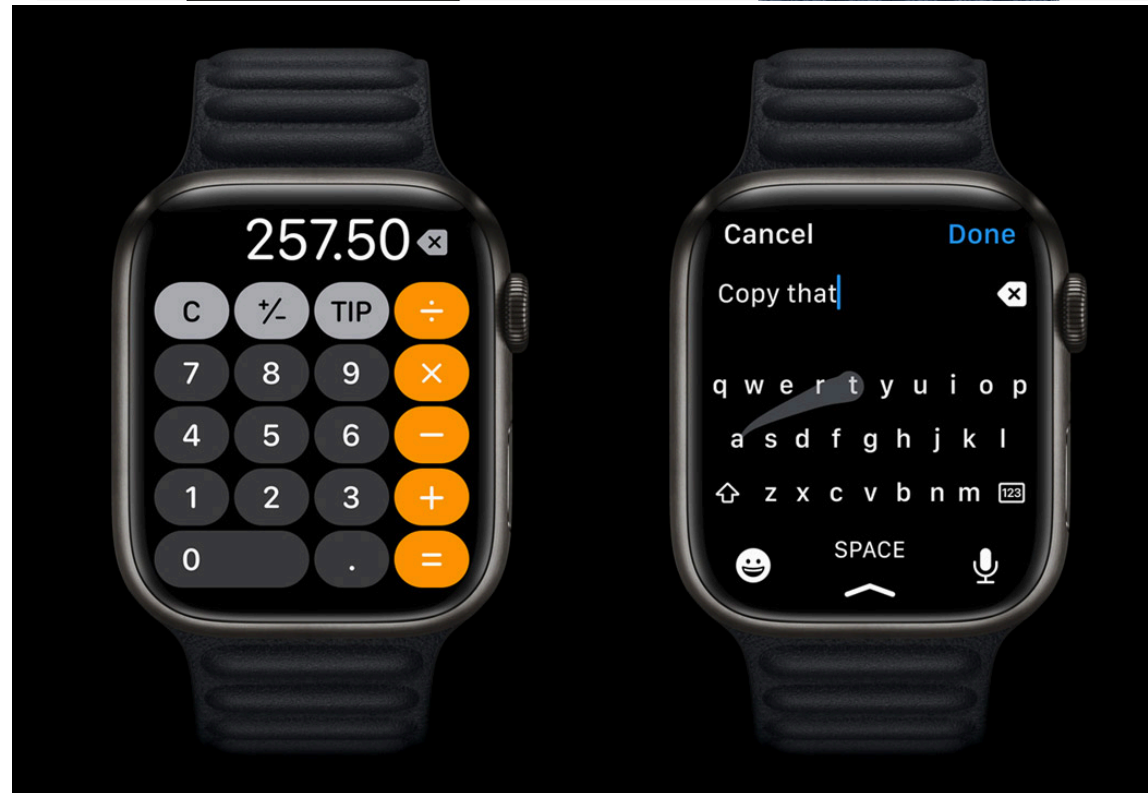 257.50
C +/- TIP ÷
7 8 9 ×
4 5 6 −
1 2 3 +
0 . =
Cancel Done
Copy that
q w e r t y u i o p
a s d f g h j k l
z x c v b n m 123
SPACE